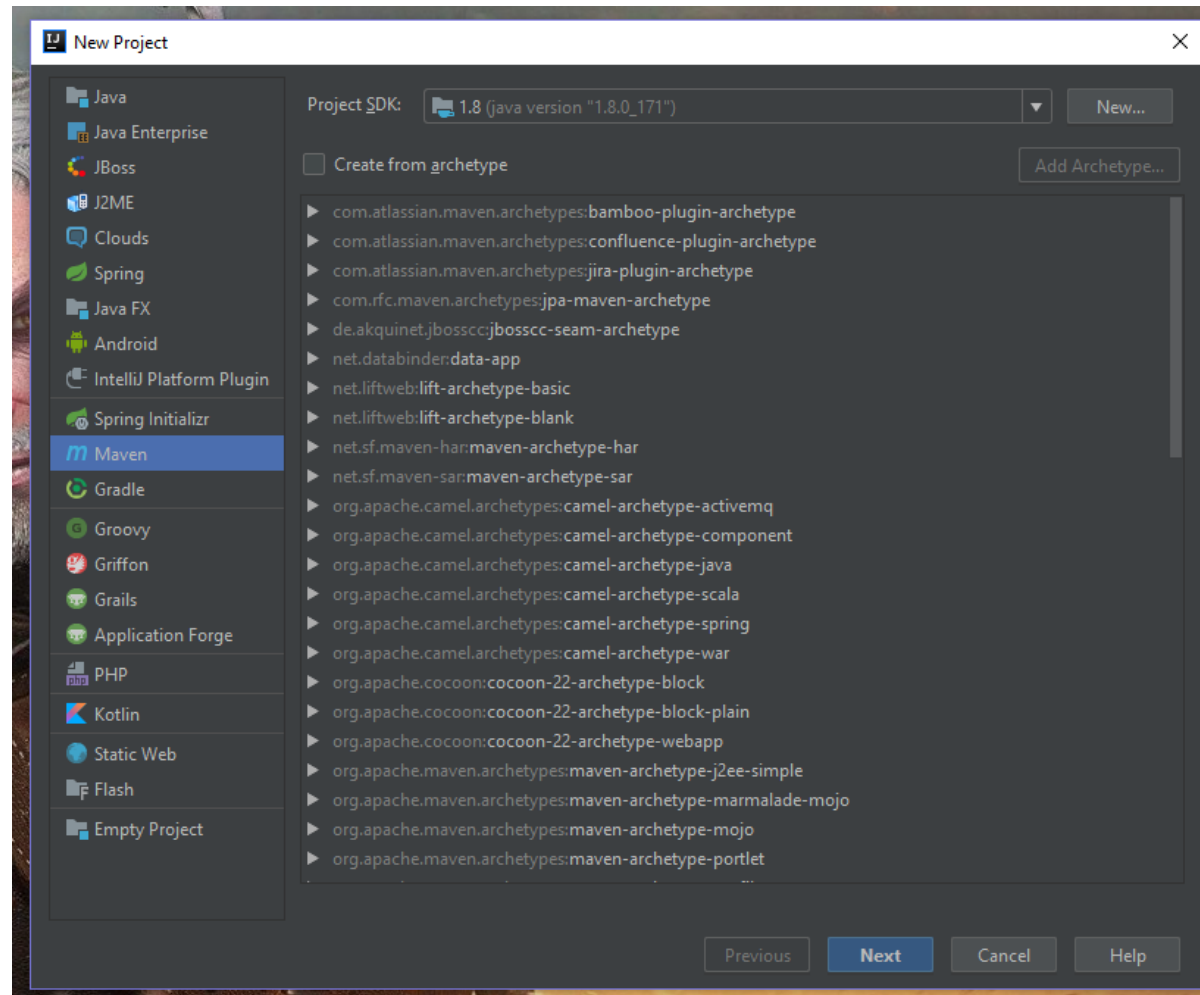 New Project
Java
Java Enterprise
JBoss
J2ME
Clouds
Spring
Java FX
Android
IntelliJ Platform Plugin
Spring Initializr
Maven
Gradle
Groovy
Griffon
Grails
Application Forge
PHP
Kotlin
Static Web
Flash
Empty Project
Project SDK: 1.8 (java version "1.8.0_171") New...
Create from archetype Add Archetype...
com.atlassian.maven.archetypes:bamboo-plugin-archetype
com.atlassian.maven.archetypes:confluence-plugin-archetype
com.atlassian.maven.archetypes:jira-plugin-archetype
com.rfc.maven.archetypes:jpa-maven-archetype
de.akquinet.jbosscc:jbosscc-seam-archetype
net.databinder:data-app
net.liftweb:lift-archetype-basic
net.liftweb:lift-archetype-blank
net.sf.maven-har:maven-archetype-har
net.sf.maven-sar:maven-archetype-sar
org.apache.camel.archetypes:camel-archetype-activemq
org.apache.camel.archetypes:camel-archetype-component
org.apache.camel.archetypes:camel-archetype-java
org.apache.camel.archetypes:camel-archetype-scala
org.apache.camel.archetypes:camel-archetype-spring
org.apache.camel.archetypes:camel-archetype-war
org.apache.cocoon:cocoon-22-archetype-block
org.apache.cocoon:cocoon-22-archetype-block-plain
org.apache.cocoon:cocoon-22-archetype-webapp
org.apache.maven.archetypes:maven-archetype-j2ee-simple
org.apache.maven.archetypes:maven-archetype-marmalade-mojo
org.apache.maven.archetypes:maven-archetype-mojo
org.apache.maven.archetypes:maven-archetype-portlet
Previous Next Cancel Help